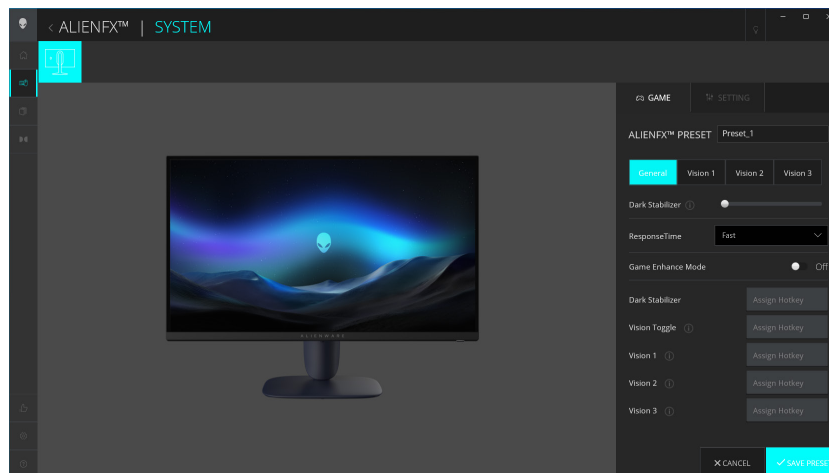 < ALIENFX™ | SYSTEM
GAME
SETTING
ALIENFX™ PRESET Preset_1
General Vision 1 Vision 2 Vision 3
Dark Stabilizer
ResponseTime Fast
Game Enhance Mode Off
Dark Stabilizer Assign Hotkey
Vision Toggle Assign Hotkey
Vision 1 Assign Hotkey
Vision 2 Assign Hotkey
Vision 3 Assign Hotkey
ALIENWARE
CANCEL SAVE PRESE